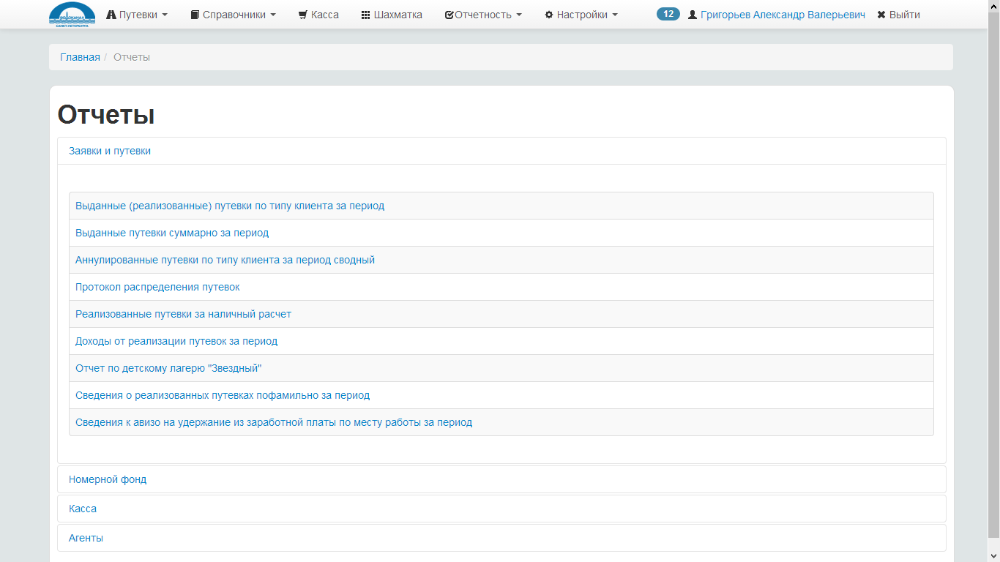 ВОДОКАНАЛ
САНКТ-ПЕТЕРБУРГА
Путевки Справочники Касса Шахматка Отчетность Настройки 12 Григорьев Александр Валерьевич Выйти
Главная / Отчеты
Отчеты
Заявки и путевки
Выданные (реализованные) путевки по типу клиента за период
Выданные путевки суммарно за период
Аннулированные путевки по типу клиента за период сводный
Протокол распределения путевок
Реализованные путевки за наличный расчет
Доходы от реализации путевок за период
Отчет по детскому лагерю "Звездный"
Сведения о реализованных путевках пофамильно за период
Сведения к авизо на удержание из заработной платы по месту работы за период
Номерной фонд
Касса
Агенты